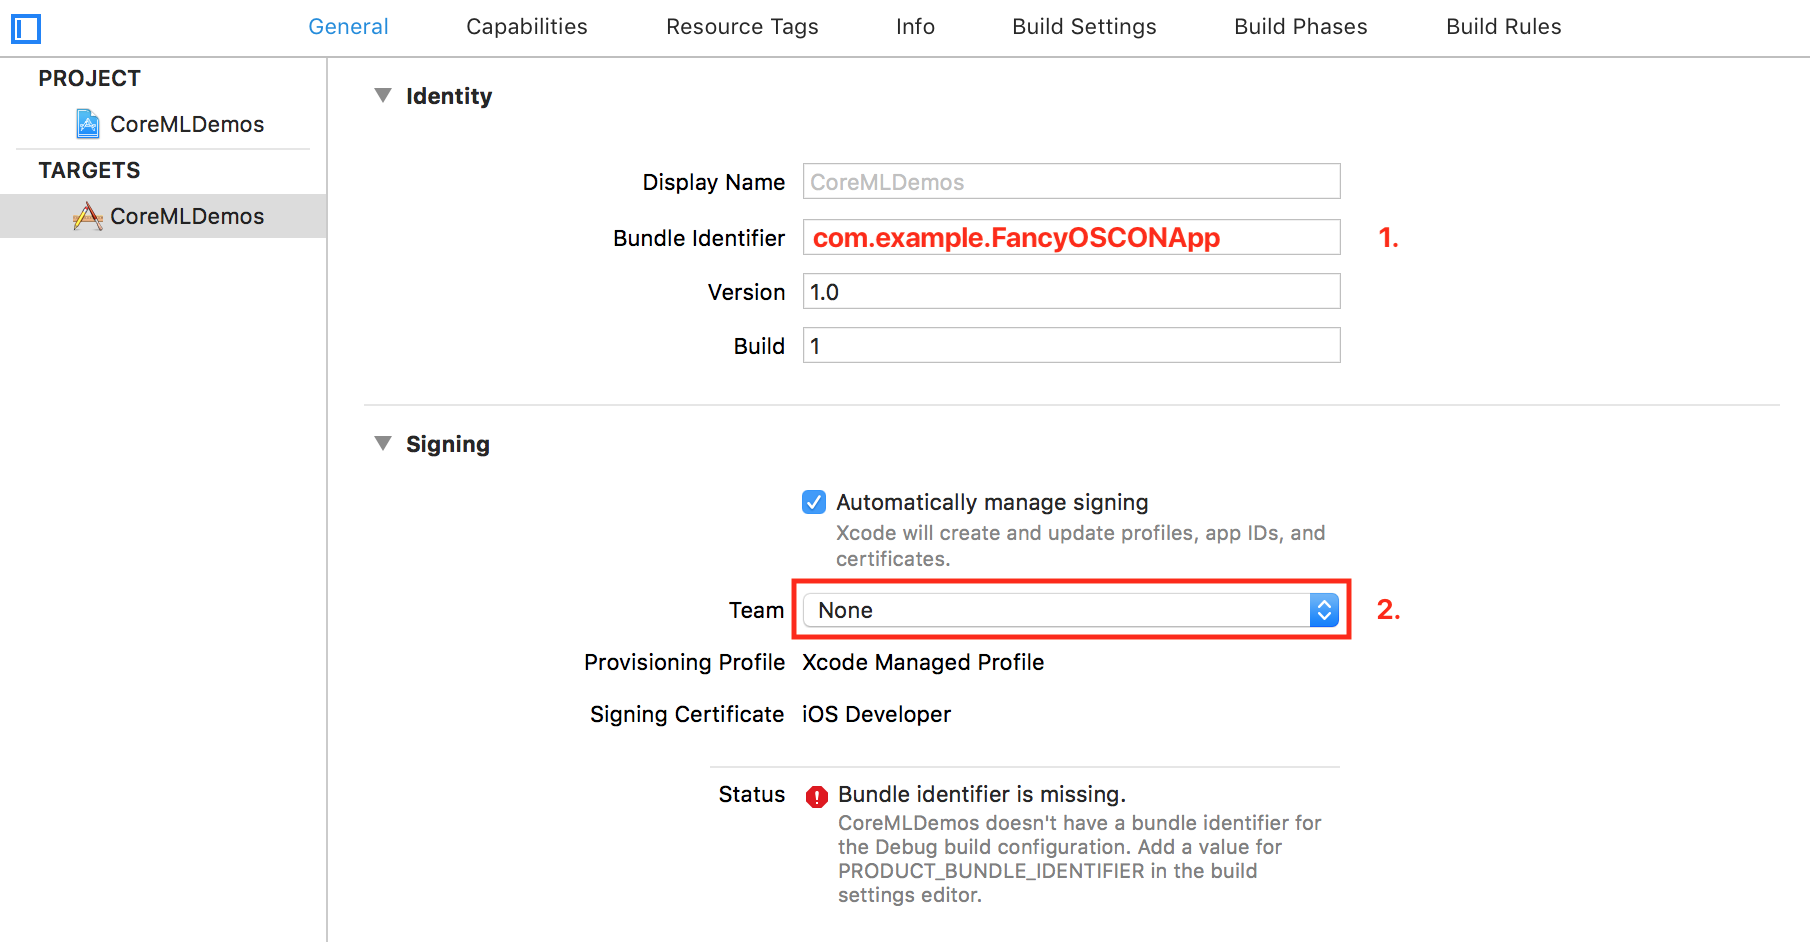 General Capabilities Resource Tags Info Build Settings Build Phases Build Rules
PROJECT
CoreMLDemos
TARGETS
CoreMLDemos
Identity
Display Name CoreMLDemos
Bundle Identifier com.example.FancyOSCONApp 1.
Version 1.0
Build 1
Signing
Automatically manage signing
Xcode will create and update profiles, app IDs, and
certificates.
Team None 2.
Provisioning Profile Xcode Managed Profile
Signing Certificate iOS Developer
Status Bundle identifier is missing.
CoreMLDemos doesn't have a bundle identifier for
the Debug build configuration. Add a value for
PRODUCT_BUNDLE_IDENTIFIER in the build
settings editor.